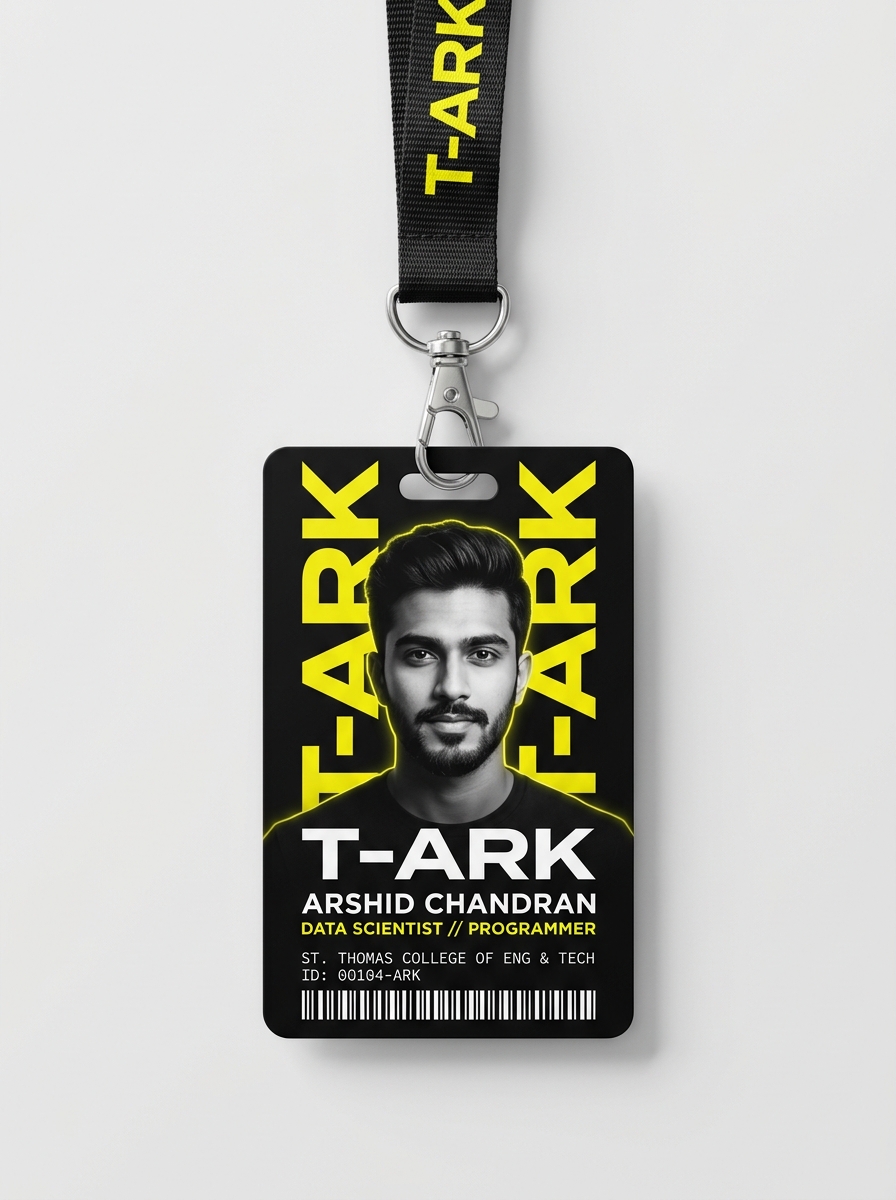 T-ARK
T-ARK
T-ARK
T-ARK
ARSHID CHANDRAN
DATA SCIENTIST // PROGRAMMER
ST. THOMAS COLLEGE OF ENG & TECH
ID: 00104-ARK